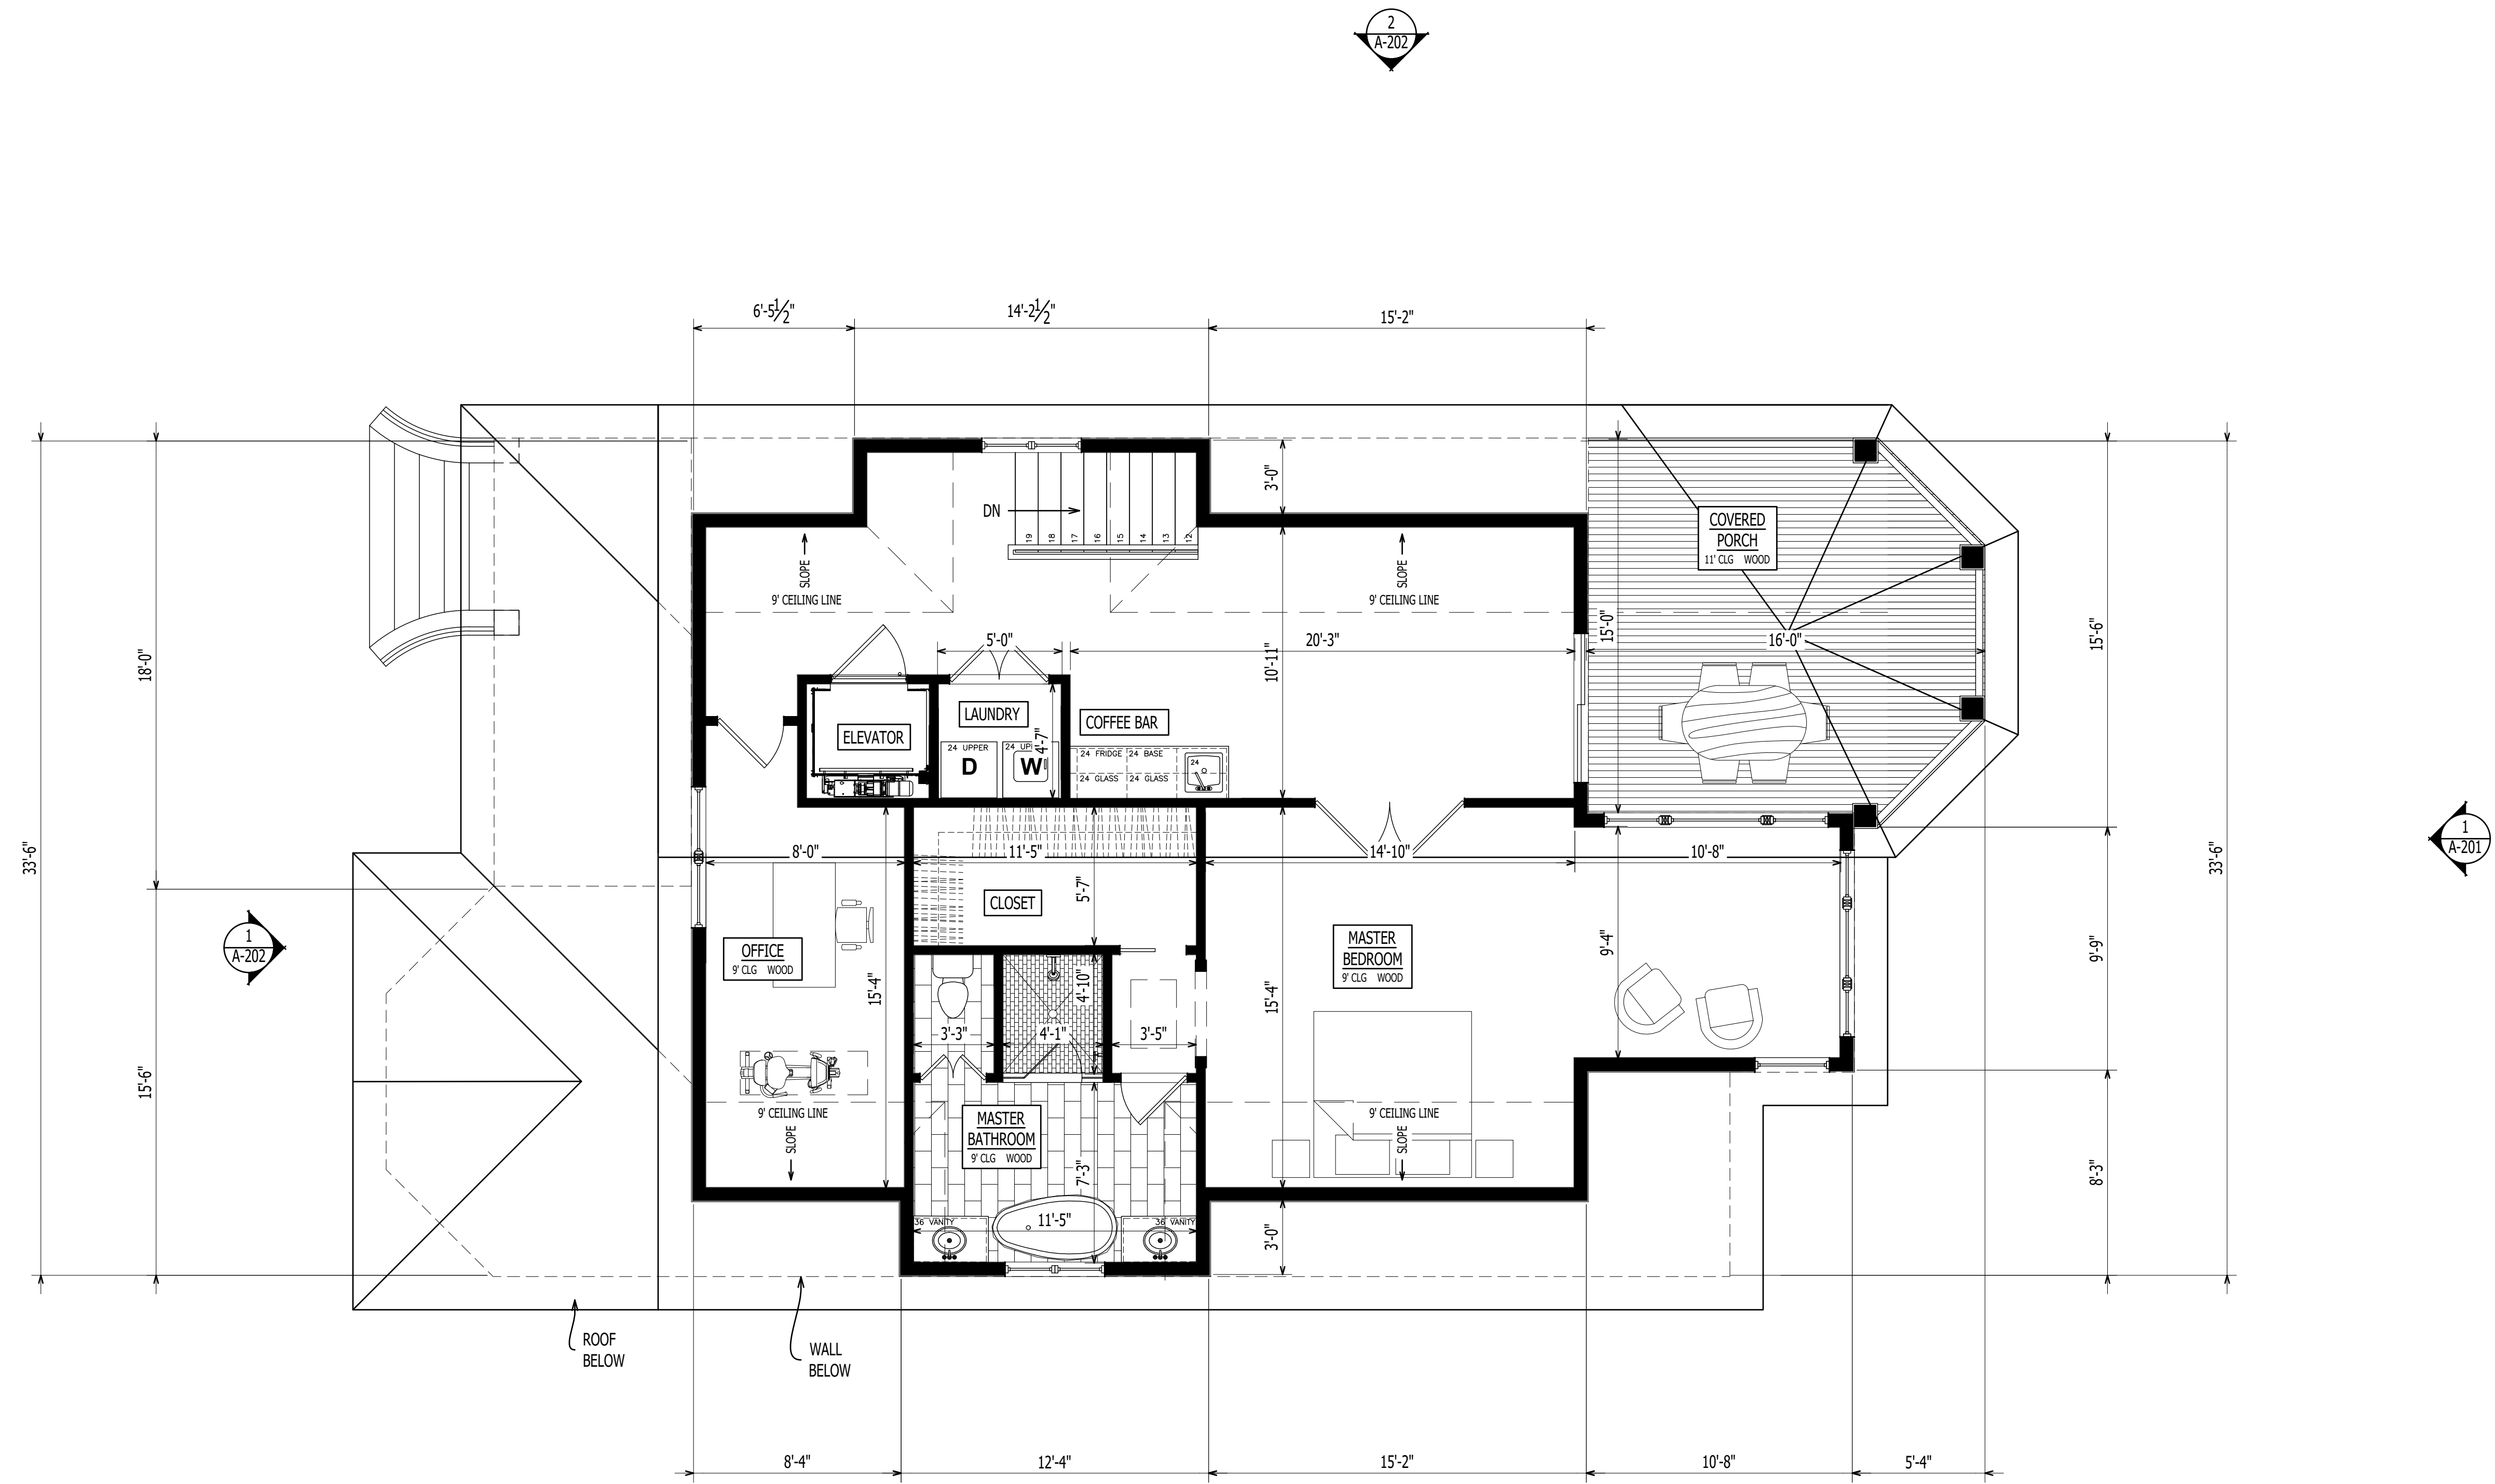 2
A-202
6'-5 1/2"
14'-2 1/2"
15'-2"
3'-0"
DN
19
18
17
16
15
14
13
12
COVERED
PORCH
11' CLG WOOD
SLOPE
9' CEILING LINE
SLOPE
9' CEILING LINE
18'-0"
5'-0"
20'-3"
10'-11"
15'-0"
16'-0"
15'-6"
ELEVATOR
LAUNDRY
COFFEE BAR
4'-7"
24 UPPER
D
W
24 FRIDGE
24 BASE
24
24 GLASS
24 GLASS
33'-6"
33'-6"
1
A-201
8'-0"
11'-5"
14'-10"
10'-8"
5'-7"
CLOSET
1
A-202
OFFICE
9' CLG WOOD
MASTER
BEDROOM
9' CLG WOOD
9'-4"
9'-9"
15'-4"
4'-10"
15'-4"
3'-3"
4'-1"
3'-5"
15'-6"
9' CEILING LINE
SLOPE
MASTER
BATHROOM
9' CLG WOOD
7'-3"
9' CEILING LINE
SLOPE
8'-3"
36 VANITY
11'-5"
36 VANITY
3'-0"
ROOF
BELOW
WALL
BELOW
8'-4"
12'-4"
15'-2"
10'-8"
5'-4"